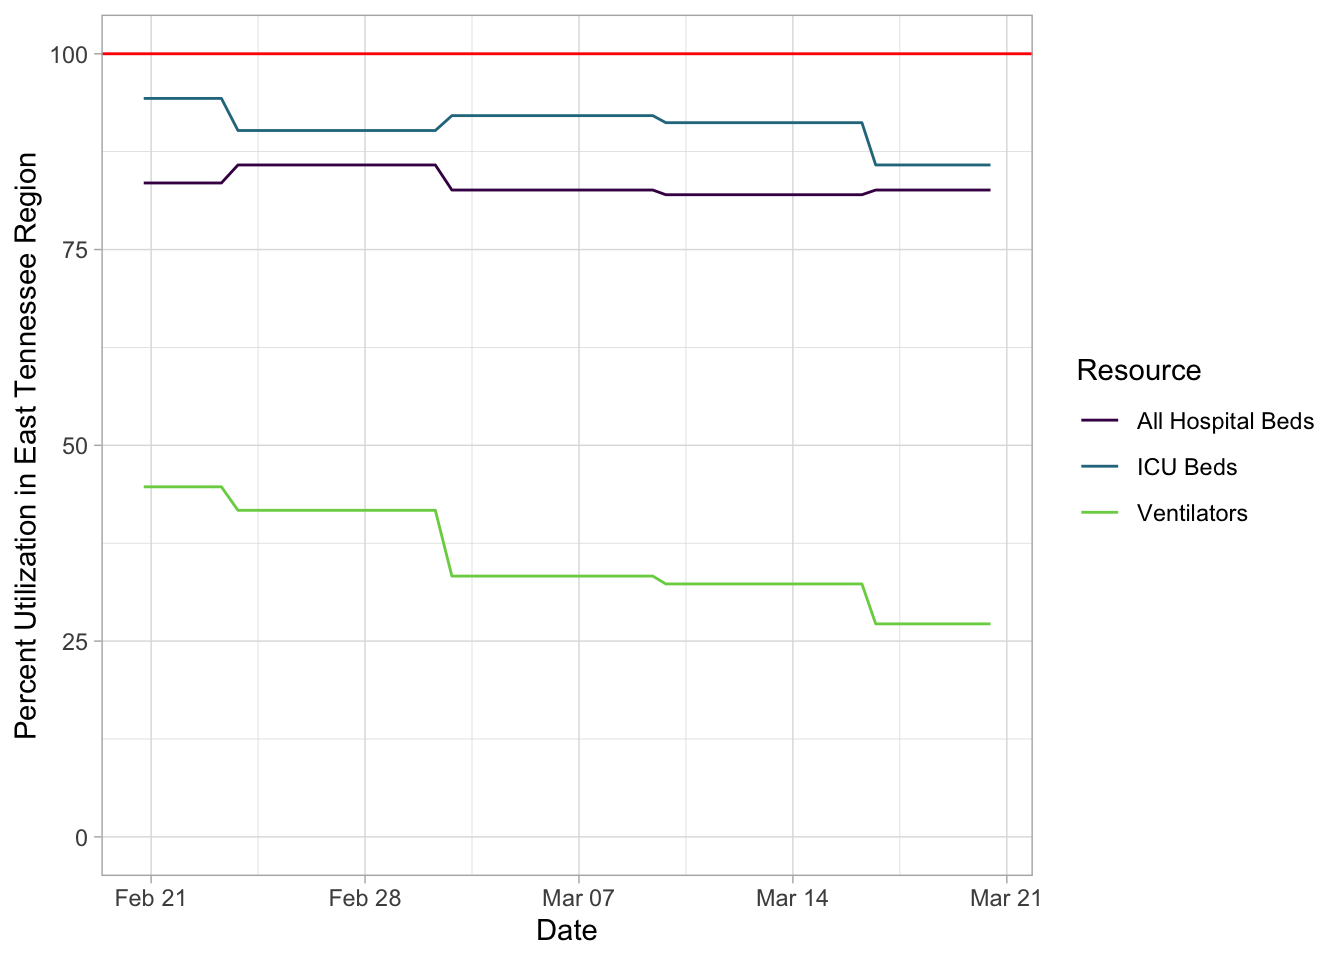 Percent Utilization in East Tennessee Region
100
75
50
25
0
Feb 21
Feb 28
Mar 07
Mar 14
Mar 21
Date
Resource
All Hospital Beds
ICU Beds
Ventilators